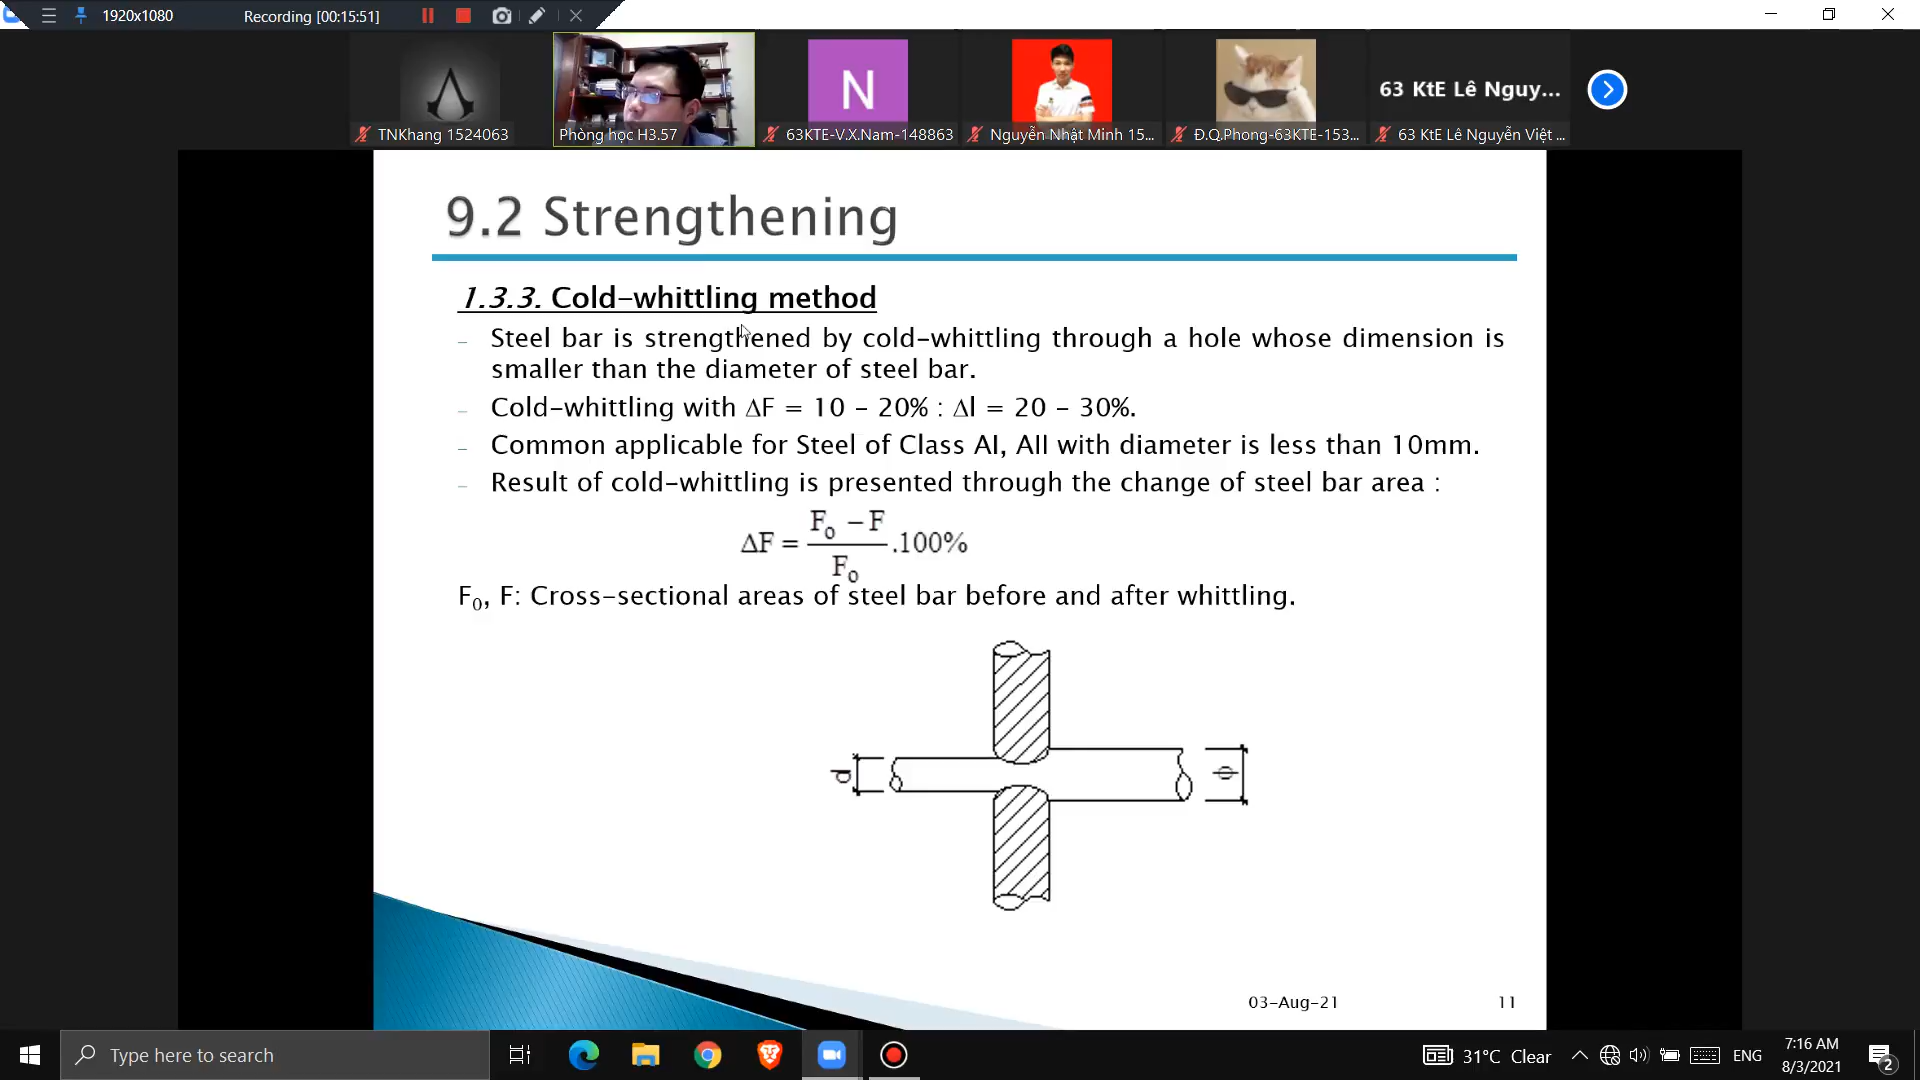 1920x1080
Recording [00:15:51]
TNKhang 1524063
Phòng học H3.57
N
63KTE-V.X.Nam-148863
Nguyễn Nhật Minh 15...
Đ.Q.Phong-63KTE-153...
63 KtE Lê Nguy...
63 KtE Lê Nguyễn Việt ...
9.2 Strengthening
1.3.3. Cold-whittling method
– Steel bar is strengthened by cold-whittling through a hole whose dimension is
smaller than the diameter of steel bar.
– Cold-whittling with ΔF = 10 – 20% : Δl = 20 – 30%.
– Common applicable for Steel of Class AI, AII with diameter is less than 10mm.
– Result of cold-whittling is presented through the change of steel bar area :
ΔF = (F₀ – F)/F₀ .100%
F₀, F: Cross-sectional areas of steel bar before and after whittling.
d
ϕ
03-Aug-21
11
Type here to search
31°C Clear
ENG
7:16 AM
8/3/2021
2